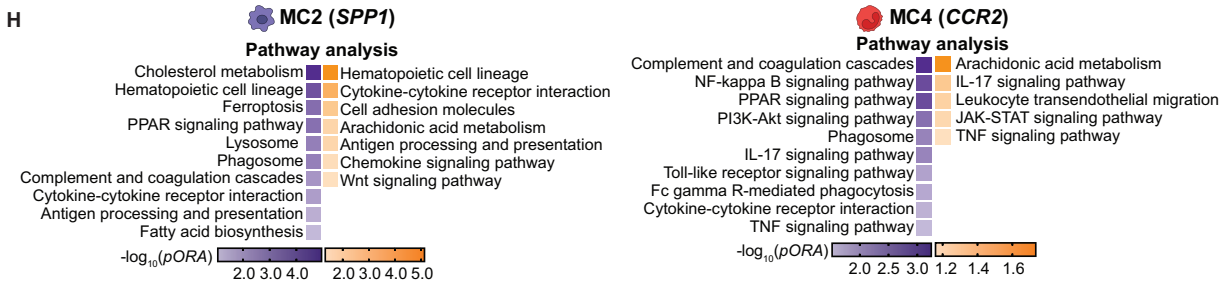 H
MC2 (SPP1)
Pathway analysis
Cholesterol metabolism
Hematopoietic cell lineage
Ferroptosis
PPAR signaling pathway
Lysosome
Phagosome
Complement and coagulation cascades
Cytokine-cytokine receptor interaction
Antigen processing and presentation
Fatty acid biosynthesis
Hematopoietic cell lineage
Cytokine-cytokine receptor interaction
Cell adhesion molecules
Arachidonic acid metabolism
Antigen processing and presentation
Chemokine signaling pathway
Wnt signaling pathway
-log10(pORA)
2.0 3.0 4.0
2.0 3.0 4.0 5.0
MC4 (CCR2)
Pathway analysis
Complement and coagulation cascades
NF-kappa B signaling pathway
PPAR signaling pathway
PI3K-Akt signaling pathway
Phagosome
IL-17 signaling pathway
Toll-like receptor signaling pathway
Fc gamma R-mediated phagocytosis
Cytokine-cytokine receptor interaction
TNF signaling pathway
Arachidonic acid metabolism
IL-17 signaling pathway
Leukocyte transendothelial migration
JAK-STAT signaling pathway
TNF signaling pathway
-log10(pORA)
2.0 2.5 3.0
1.2 1.4 1.6